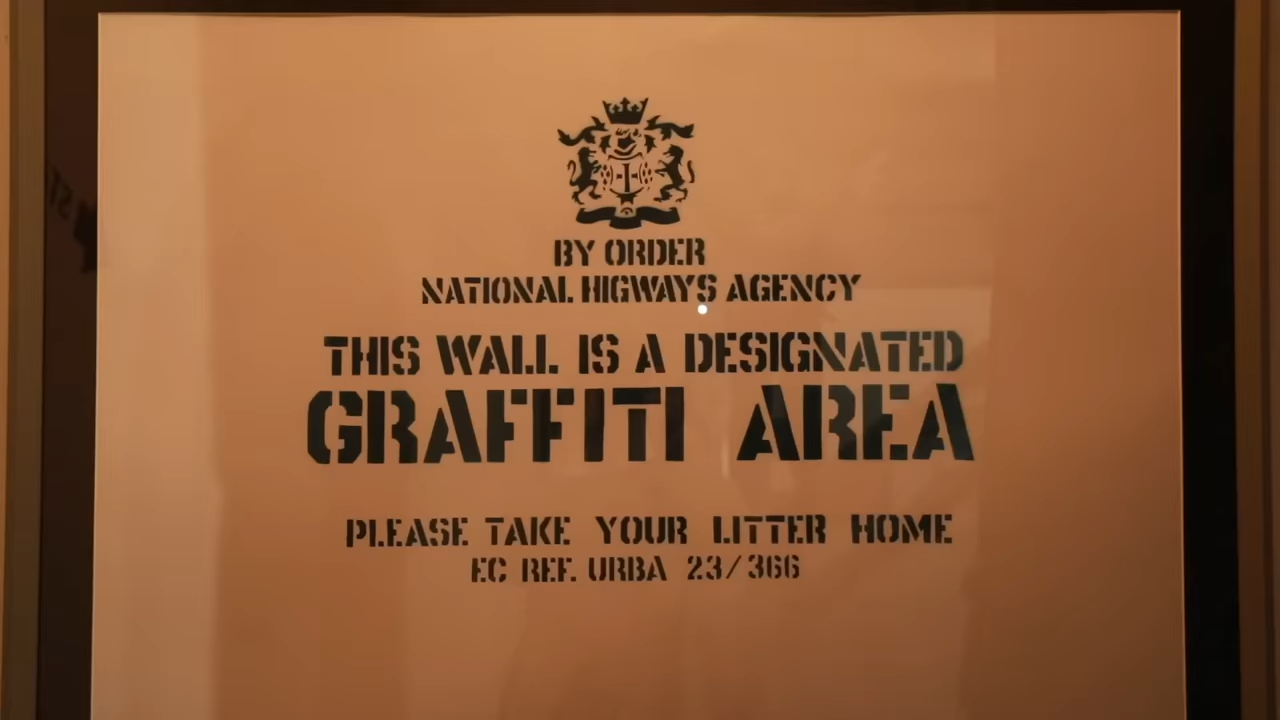 BY ORDER
NATIONAL HIGWAYS AGENCY
THIS WALL IS A DESIGNATED
GRAFFITI AREA
PLEASE TAKE YOUR LITTER HOME
EC REF. URBA 23/366